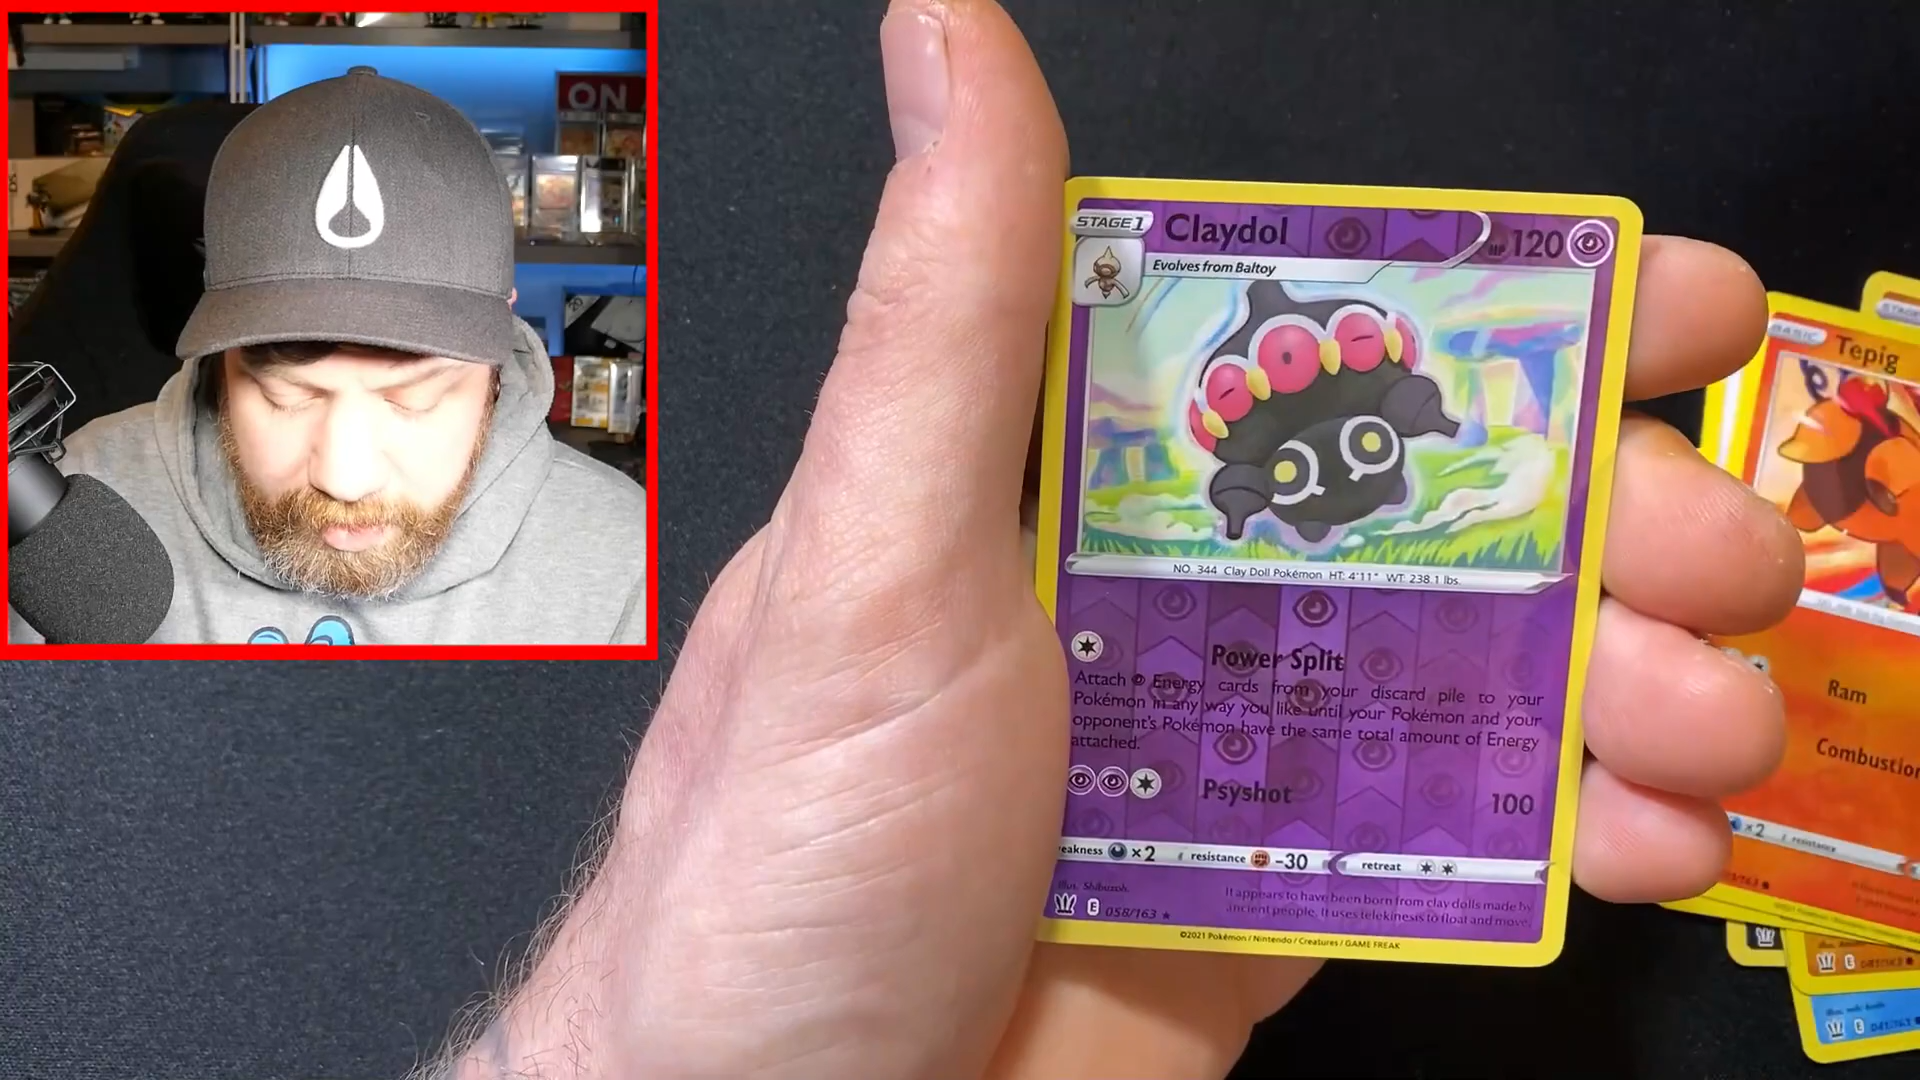 ON
STAGE1 Claydol HP 120
Evolves from Baltoy
NO. 344 Clay Doll Pokémon HT: 4'11" WT: 238.1 lbs.
Power Split
Attach Energy cards from your discard pile to your
Pokémon in any way you like until your Pokémon and your
opponent's Pokémon have the same total amount of Energy
attached.
Psyshot 100
eakness ×2 resistance -30 retreat
illus. Shibuzoh.
E 058/163
It appears to have been born from clay dolls made by
ancient people. It uses telekinesis to float and move.
©2021 Pokémon / Nintendo / Creatures / GAME FREAK
STAGE
BASIC Tepig
Ram
Combustion
×2 resistance
E
E